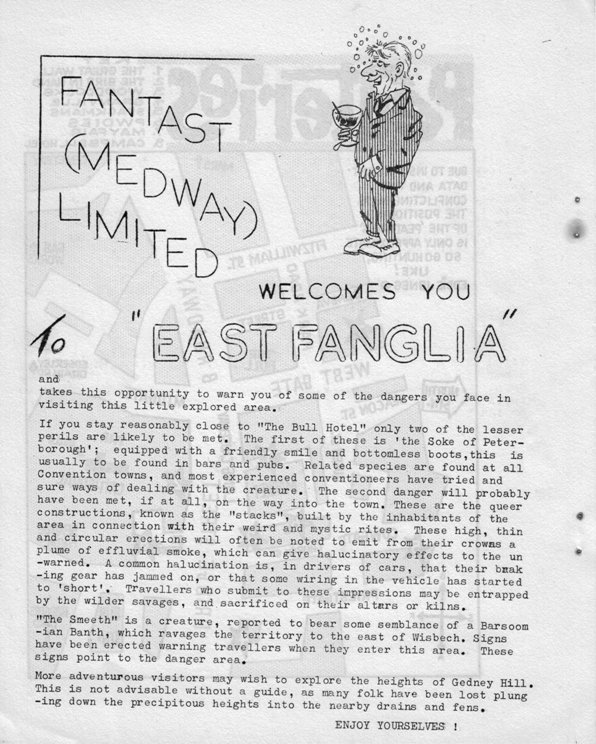 FANTAST
(MEDWAY)
LIMITED
WELCOMES YOU
To "EAST FANGLIA"
and
takes this opportunity to warn you of some of the dangers you face in
visiting this little explored area.
If you stay reasonably close to "The Bull Hotel" only two of the lesser
perils are likely to be met. The first of these is 'the Soke of Peter-
borough'; equipped with a friendly smile and bottomless boots,this is
usually to be found in bars and pubs. Related species are found at all
Convention towns, and most experienced conventioneers have tried and
sure ways of dealing with the creature. The second danger will probably
have been met, if at all, on the way into the town. These are the queer
constructions, known as the "stacks", built by the inhabitants of the
area in connection with their weird and mystic rites. These high, thin
and circular erections will often be noted to emit from their crowns a
plume of effluvial smoke, which can give halucinatory effects to the un
-warned. A common halucination is, in drivers of cars, that their brak
-ing gear has jammed on, or that some wiring in the vehicle has started
to 'short'. Travellers who submit to these impressions may be entrapped
by the wilder savages, and sacrificed on their altars or kilns.
"The Smeeth" is a creature, reported to bear some semblance of a Barsoom
-ian Banth, which ravages the territory to the east of Wisbech. Signs
have been erected warning travellers when they enter this area. These
signs point to the danger area.
More adventurous visitors may wish to explore the heights of Gedney Hill.
This is not advisable without a guide, as many folk have been lost plung
-ing down the precipitous heights into the nearby drains and fens.
ENJOY YOURSELVES !